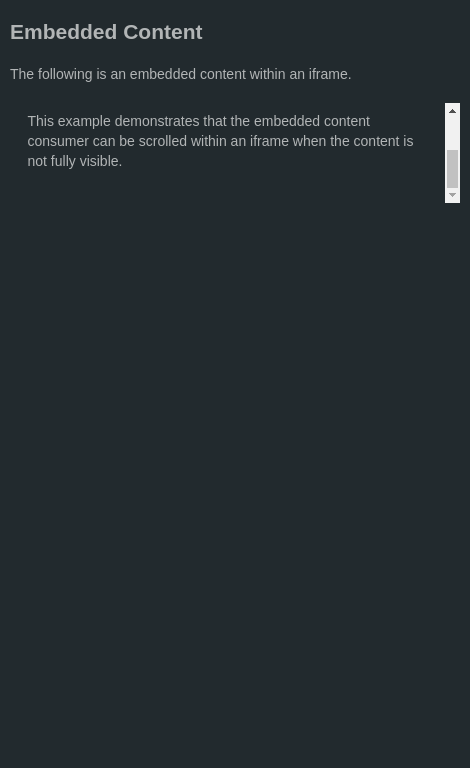 Embedded Content
The following is an embedded content within an iframe.
This example demonstrates that the embedded content
consumer can be scrolled within an iframe when the content is
not fully visible.